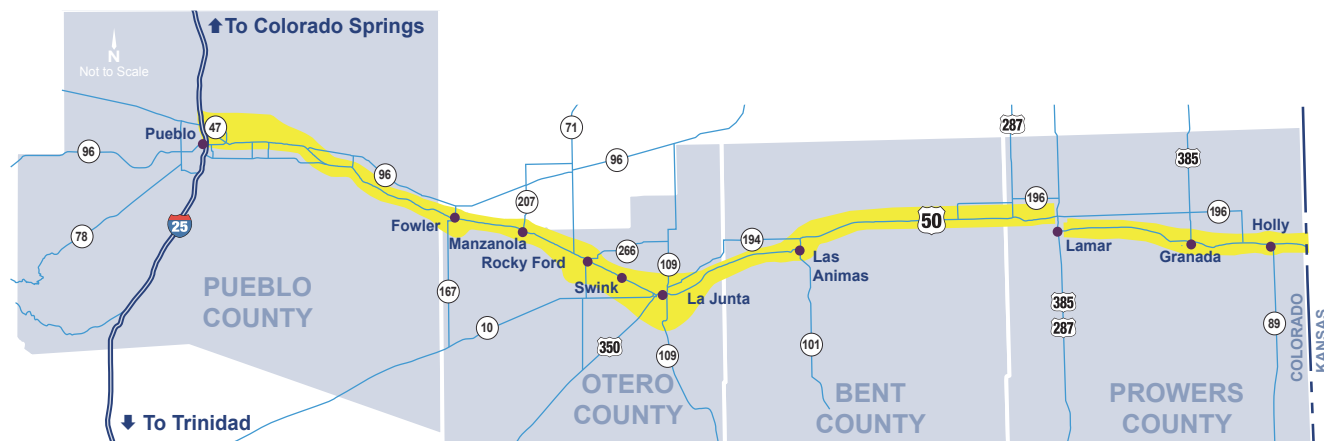 To Colorado Springs
N
Not to Scale
47
Pueblo
96
78
25
PUEBLO
COUNTY
To Trinidad
96
Fowler
167
10
71
96
207
Manzanola
Rocky Ford
266
Swink
109
La Junta
350
109
OTERO
COUNTY
194
Las
Animas
101
50
BENT
COUNTY
287
196
385
196
Lamar
Granada
Holly
385
287
89
PROWERS
COUNTY
COLORADO
KANSAS